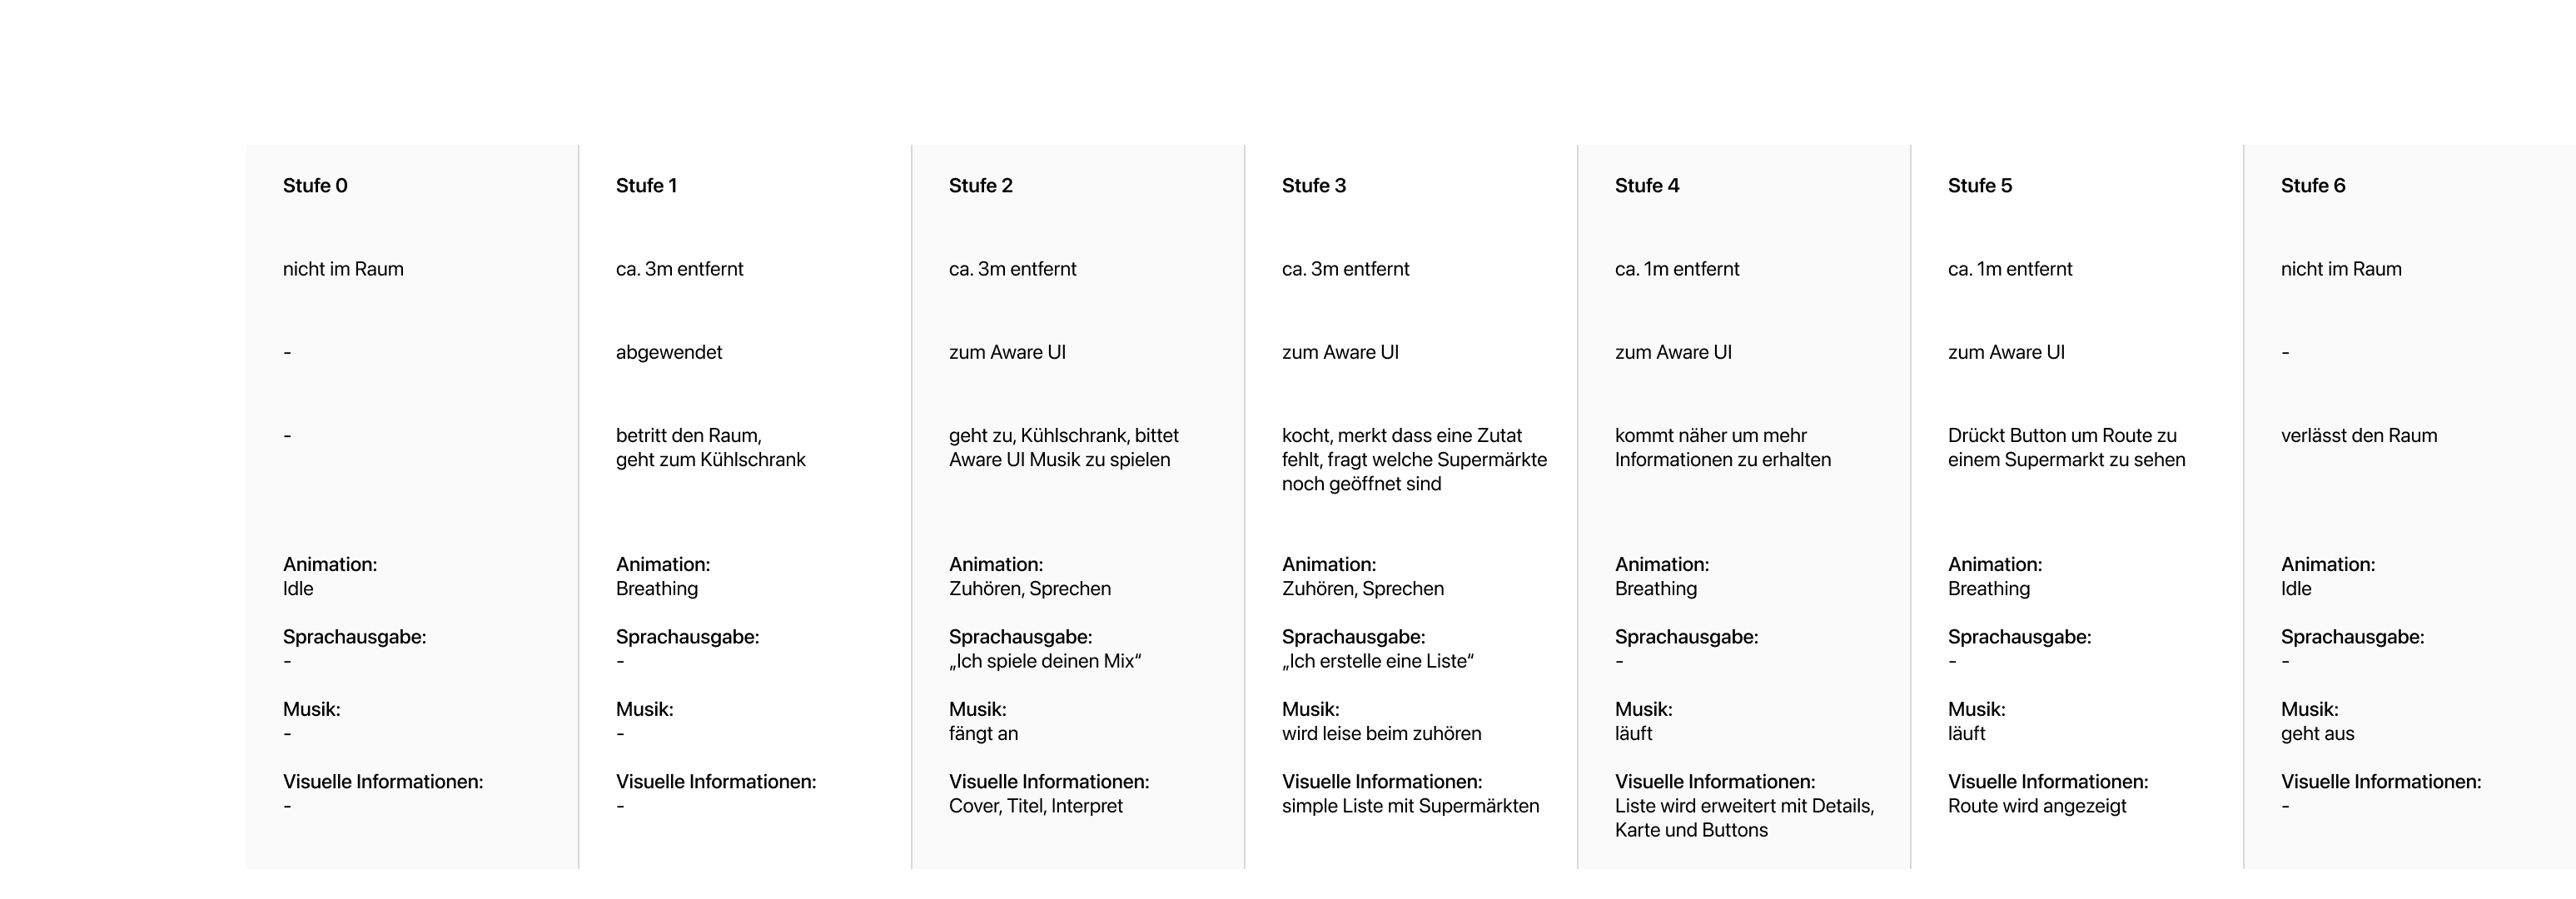 Stufe 0
nicht im Raum
-
-
Animation:
Idle
Sprachausgabe:
-
Musik:
-
Visuelle Informationen:
-
Stufe 1
ca. 3m entfernt
abgewendet
betritt den Raum,
geht zum Kühlschrank
Animation:
Breathing
Sprachausgabe:
-
Musik:
-
Visuelle Informationen:
-
Stufe 2
ca. 3m entfernt
zum Aware UI
geht zu, Kühlschrank, bittet
Aware UI Musik zu spielen
Animation:
Zuhören, Sprechen
Sprachausgabe:
„Ich spiele deinen Mix“
Musik:
fängt an
Visuelle Informationen:
Cover, Titel, Interpret
Stufe 3
ca. 3m entfernt
zum Aware UI
kocht, merkt dass eine Zutat
fehlt, fragt welche Supermärkte
noch geöffnet sind
Animation:
Zuhören, Sprechen
Sprachausgabe:
„Ich erstelle eine Liste“
Musik:
wird leise beim zuhören
Visuelle Informationen:
simple Liste mit Supermärkten
Stufe 4
ca. 1m entfernt
zum Aware UI
kommt näher um mehr
Informationen zu erhalten
Animation:
Breathing
Sprachausgabe:
-
Musik:
läuft
Visuelle Informationen:
Liste wird erweitert mit Details,
Karte und Buttons
Stufe 5
ca. 1m entfernt
zum Aware UI
Drückt Button um Route zu
einem Supermarkt zu sehen
Animation:
Breathing
Sprachausgabe:
-
Musik:
läuft
Visuelle Informationen:
Route wird angezeigt
Stufe 6
nicht im Raum
-
verlässt den Raum
Animation:
Idle
Sprachausgabe:
-
Musik:
geht aus
Visuelle Informationen:
-